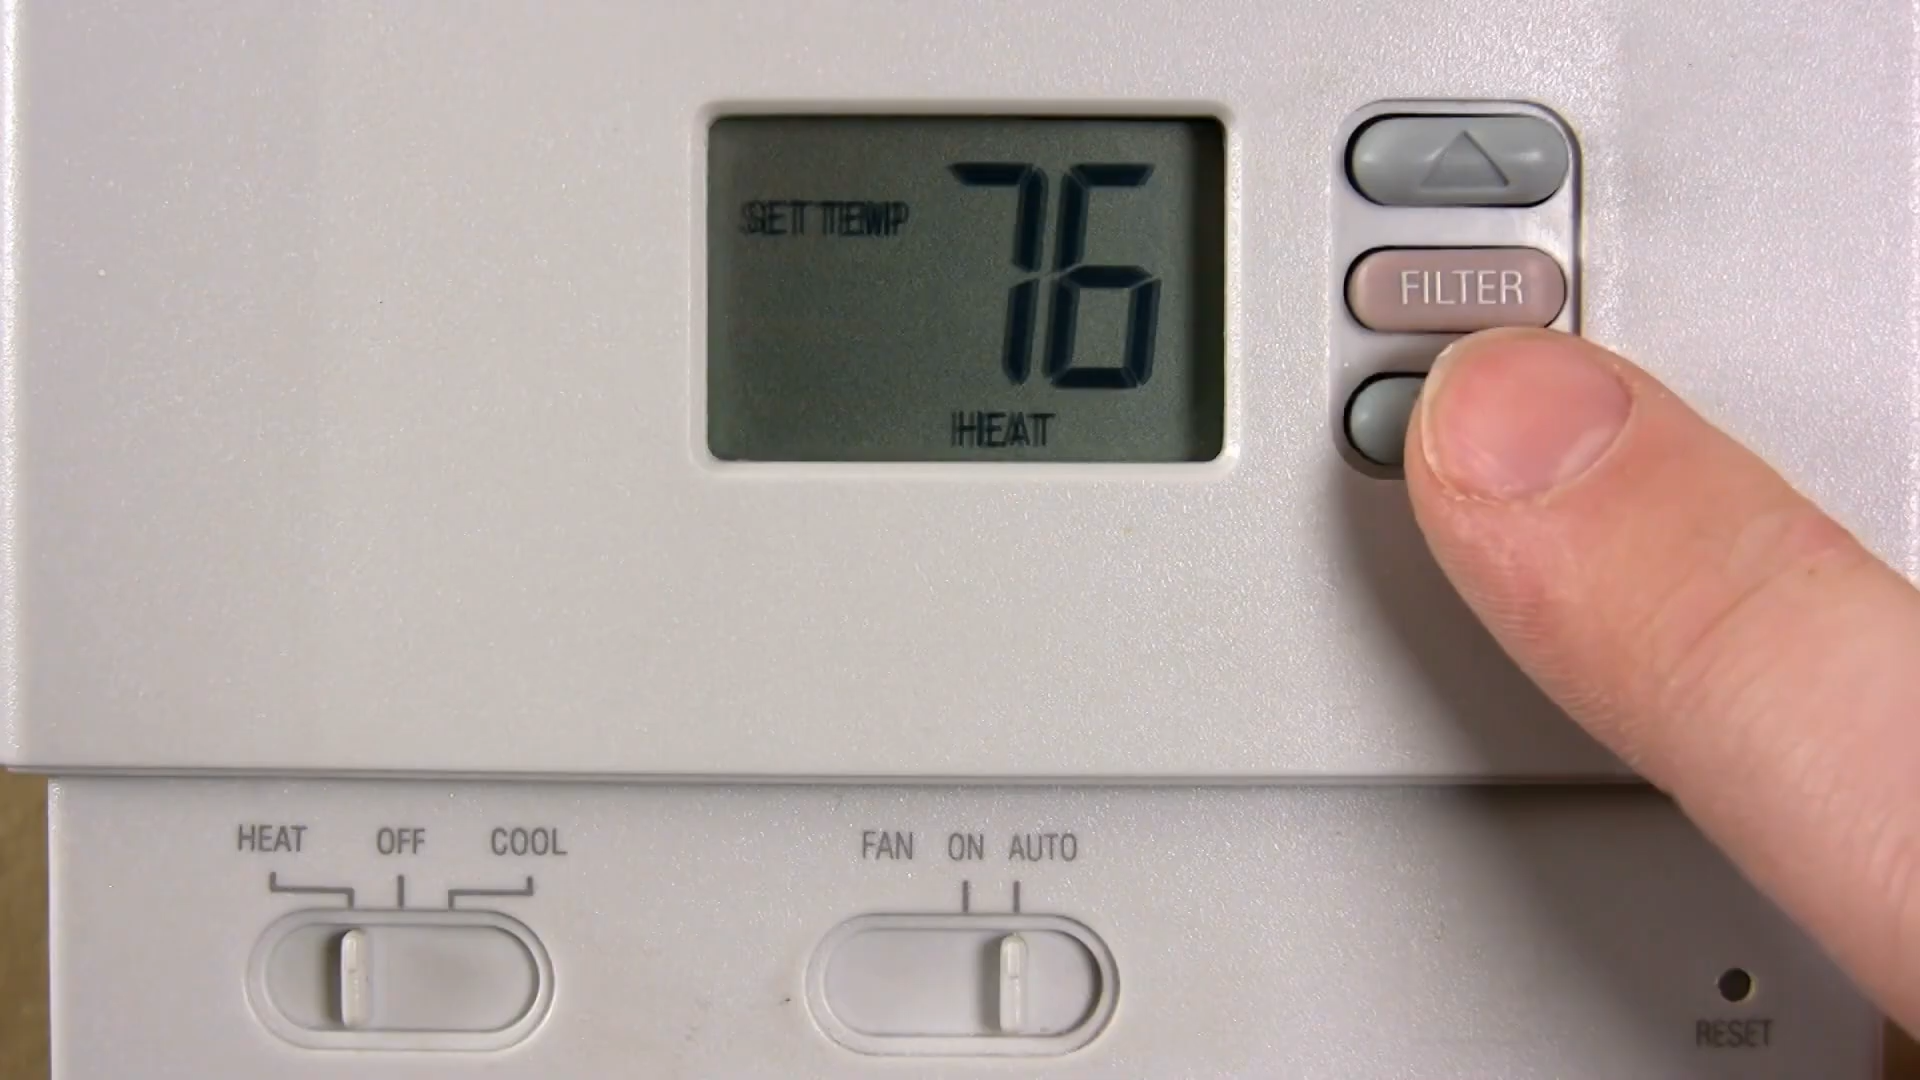 SET TEMP
76
HEAT
FILTER
HEAT OFF COOL
FAN ON AUTO
RESET